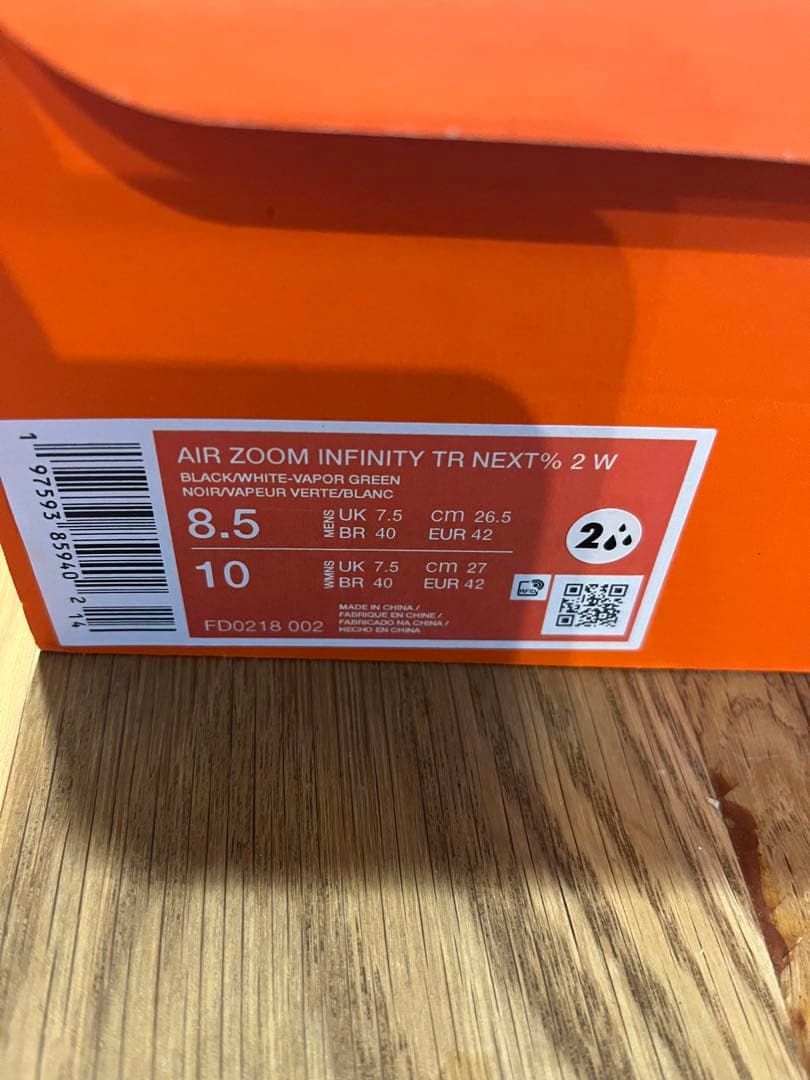 AIR ZOOM INFINITY TR NEXT% 2 W
BLACK/WHITE-VAPOR GREEN
NOIR/VAPEUR VERTE/BLANC
8.5 MENS UK 7.5 cm 26.5
BR 40 EUR 42
10 WMNS UK 7.5 cm 27
BR 40 EUR 42
2
RFID
FD0218 002
MADE IN CHINA /
FABRIQUE EN CHINE /
FABRICADO NA CHINA /
HECHO EN CHINA
1 97593 85940 2 14